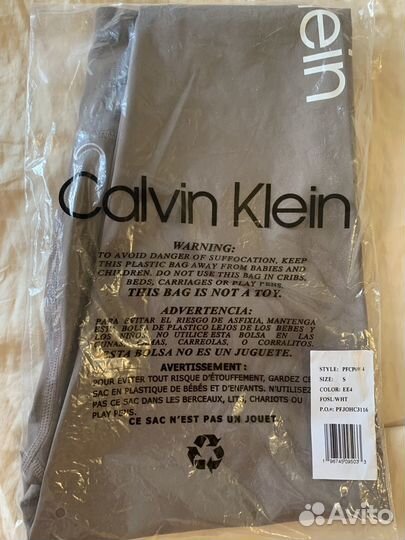 lein
Calvin Klein
WARNING:
TO AVOID DANGER OF SUFFOCATION, KEEP
THIS PLASTIC BAG AWAY FROM BABIES AND
CHILDREN. DO NOT USE THIS BAG IN CRIBS,
BEDS, CARRIAGES OR PLAY PENS.
THIS BAG IS NOT A TOY.
ADVERTENCIA:
PARA EVITAR EL RIESGO DE ASFIXIA, MANTENGA
ESTA BOLSA DE PLASTICO LEJOS DE LOS BEBES Y
LOS NIÑOS. NO UTILICE ESTA BOLSA EN LAS
CUNAS, CAMAS, CARREOLAS, O CORRALITOS.
ESTA BOLSA NO ES UN JUGUETE.
AVERTISSEMENT:
POUR ÉVITER TOUT RISQUE D'ÉTOUFFEMENT, GARDEZ CE
SAC EN PLASTIQUE DE BÉBÉS ET D'ENFANTS. N'UTILISEZ
PAS CE SAC DANS LES BERCEAUX, LITS, CHARIOTS OU
PLAY PENS.
CE SAC N'EST PAS UN JOUET.
STYLE:
SIZE: S
COLOR: EE4
FOSL/WHT
P.O.#: PFJOHC3116
1 96745 09503 3
Avito